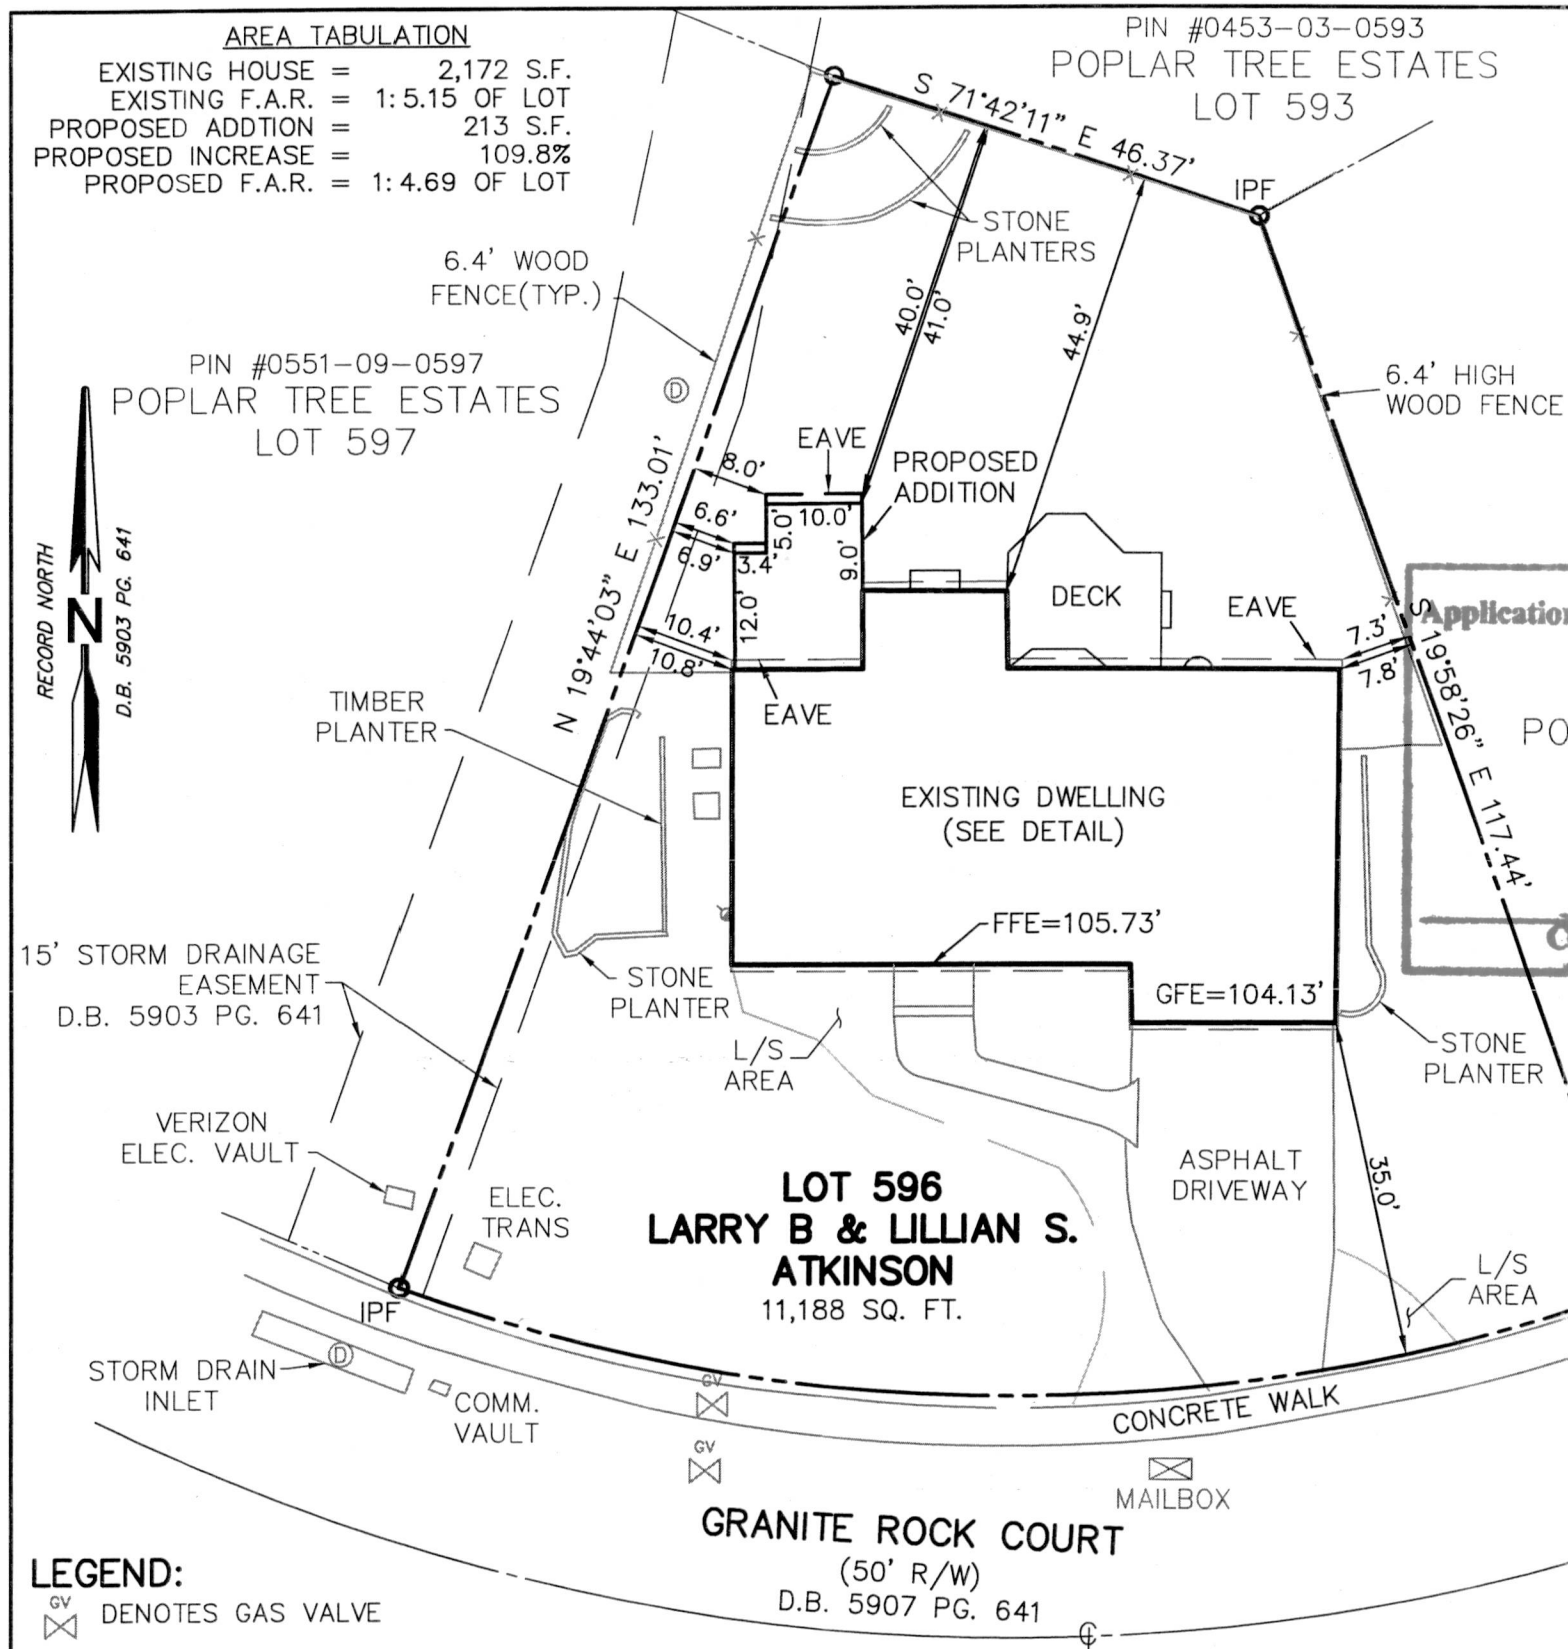 AREA TABULATION
EXISTING HOUSE = 2,172 S.F.
EXISTING F.A.R. = 1:5.15 OF LOT
PROPOSED ADDTION = 213 S.F.
PROPOSED INCREASE = 109.8%
PROPOSED F.A.R. = 1:4.69 OF LOT
PIN #0453-03-0593
POPLAR TREE ESTATES
LOT 593
S 71°42'11" E 46.37'
IPF
STONE
PLANTERS
6.4' WOOD
FENCE(TYP.)
40.0'
41.0'
44.9'
PIN #0551-09-0597
POPLAR TREE ESTATES
LOT 597
6.4' HIGH
WOOD FENCE
RECORD NORTH
N
D.B. 5903 PG. 641
N 19°44'03" E 133.01'
EAVE
PROPOSED
ADDITION
8.0'
6.6'
6.9'
3.4'
5.0'
10.0'
9.0'
12.0'
10.4'
10.8'
EAVE
DECK
EAVE
7.3'
7.8'
Application
PO
C
S 19°58'26" E 117.44'
TIMBER
PLANTER
EXISTING DWELLING
(SEE DETAIL)
FFE=105.73'
GFE=104.13'
15' STORM DRAINAGE
EASEMENT
D.B. 5903 PG. 641
STONE
PLANTER
L/S
AREA
STONE
PLANTER
VERIZON
ELEC. VAULT
ELEC.
TRANS
LOT 596
LARRY B & LILLIAN S.
ATKINSON
11,188 SQ. FT.
ASPHALT
DRIVEWAY
35.0'
L/S
AREA
IPF
D
D
STORM DRAIN
INLET
COMM.
VAULT
GV
GV
CONCRETE WALK
MAILBOX
GRANITE ROCK COURT
(50' R/W)
D.B. 5907 PG. 641
LEGEND:
GV DENOTES GAS VALVE